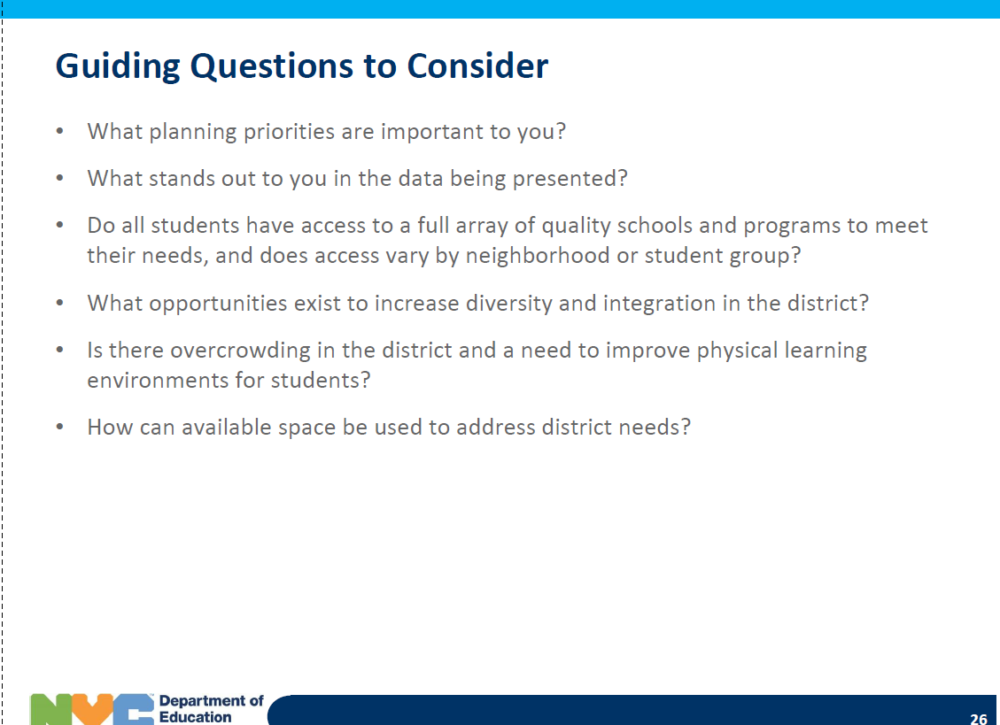 Guiding Questions to Consider
• What planning priorities are important to you?
• What stands out to you in the data being presented?
• Do all students have access to a full array of quality schools and programs to meet
their needs, and does access vary by neighborhood or student group?
• What opportunities exist to increase diversity and integration in the district?
• Is there overcrowding in the district and a need to improve physical learning
environments for students?
• How can available space be used to address district needs?
NYC
Department of
Education
26